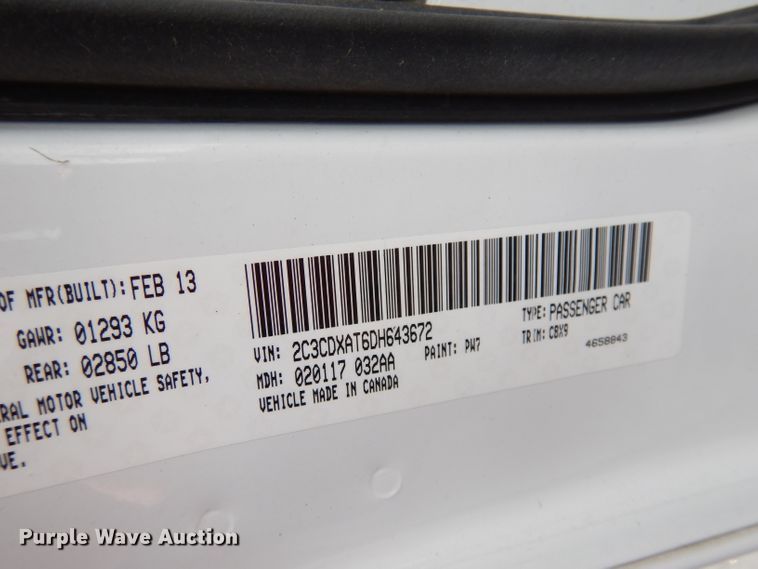 OF MFR(BUILT): FEB 13
GAWR: 01293 KG
REAR: 02850 LB
RAL MOTOR VEHICLE SAFETY,
EFFECT ON
VE.
VIN: 2C3CDXAT6DH643672
TYPE: PASSENGER CAR
MDH: 020117 032AA
PAINT: PW7
TRIM: CBX9
VEHICLE MADE IN CANADA
4658843
Purple Wave Auction